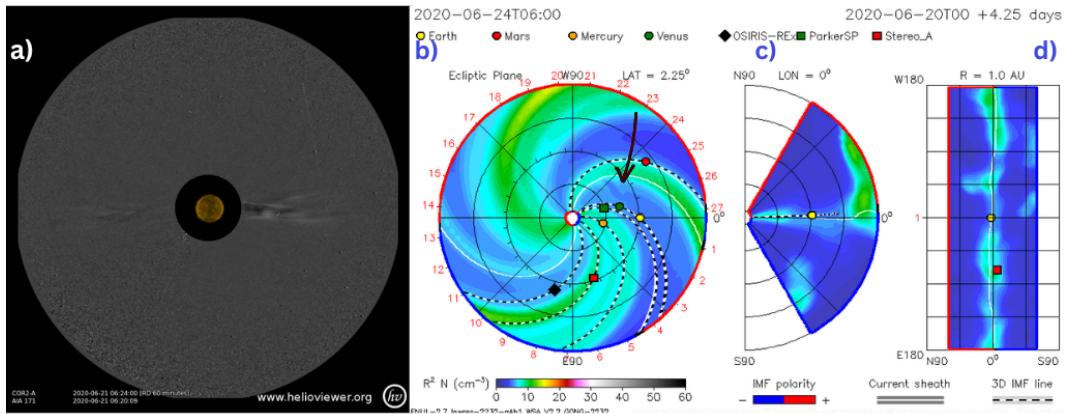 a)
COR2-A 2020-06-21 06:24:00 (RD 60 minutes)
AIA 171 2020-06-21 06:20:09
www.helioviewer.org
hv
2020-06-24T06:00 2020-06-20T00 +4.25 days
Earth Mars Mercury Venus OSIRIS-REx ParkerSP Stereo_A
b) c) d)
Ecliptic Plane W90 LAT = 2.25° N90 LON = 0° W180 R = 1.0 AU
20 21
19 22
18 23
17 24
16 25
15 26
14 27
0° 0° 1
13
12 1
11 2
10 3
9 4
8 5
7 6
E90 S90 E180 N90 0° S90
R² N (cm⁻³)
0 10 20 30 40 50 60
IMF polarity Current sheath 3D IMF line
- +